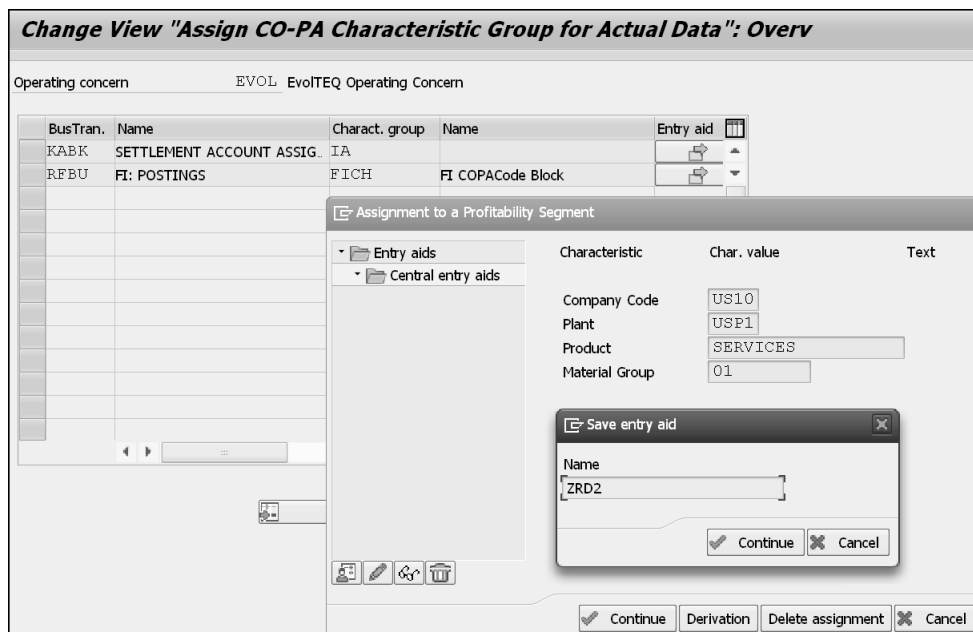 Change View "Assign CO-PA Characteristic Group for Actual Data": Overv
Operating concern EVOL EvolTEQ Operating Concern
BusTran. Name Charact. group Name Entry aid
KABK SETTLEMENT ACCOUNT ASSIG.. IA
RFBU FI: POSTINGS FICH FI COPACode Block
Assignment to a Profitability Segment
Entry aids Characteristic Char. value Text
Central entry aids
Company Code US10
Plant USP1
Product SERVICES
Material Group 01
Save entry aid
Name
ZRD2
Continue Cancel
Continue Derivation Delete assignment Cancel